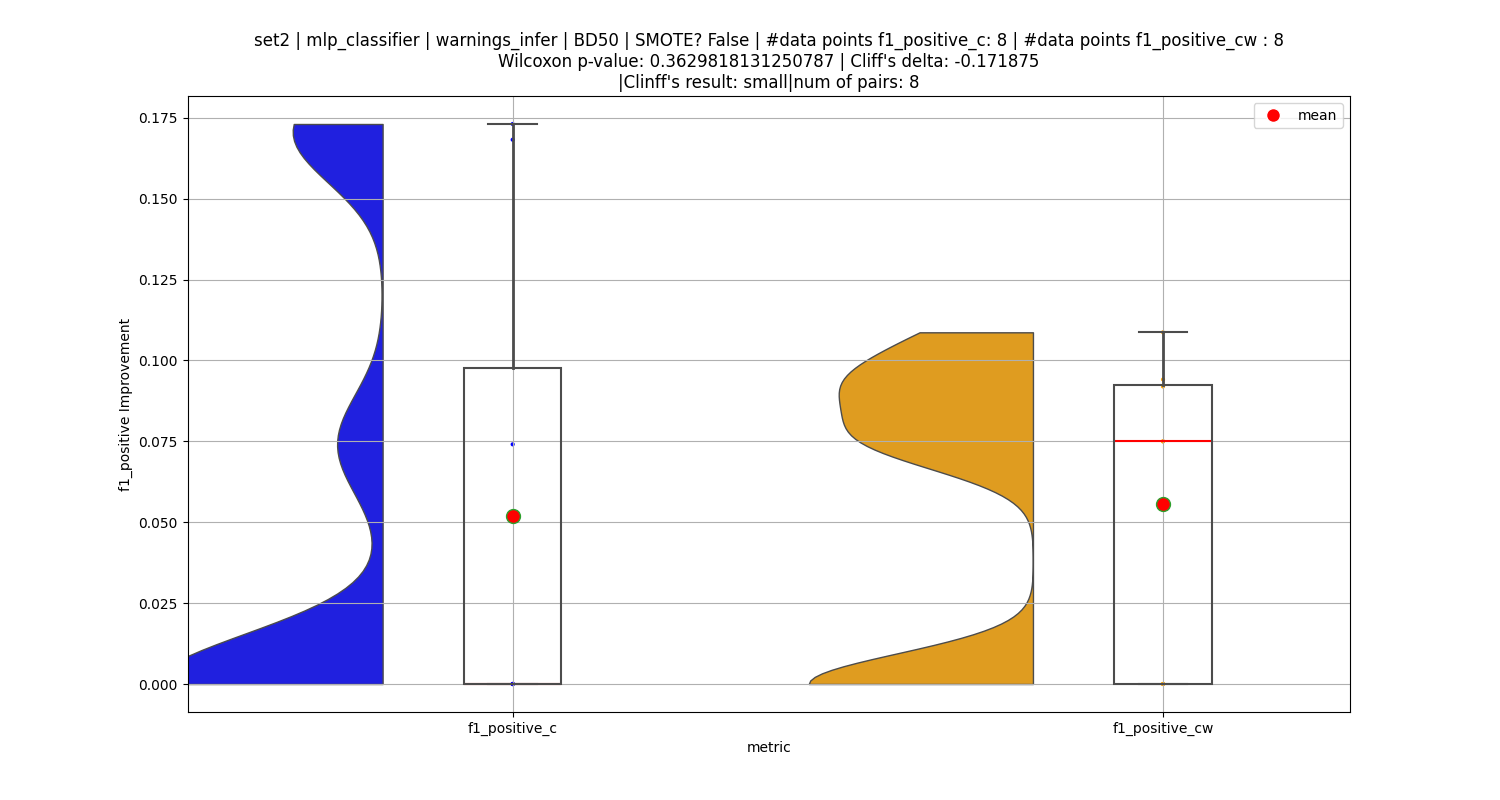 set2 | mlp_classifier | warnings_infer | BD50 | SMOTE? False | #data points f1_positive_c: 8 | #data points f1_positive_cw : 8
Wilcoxon p-value: 0.3629818131250787 | Cliff's delta: -0.171875
|Clinff's result: small|num of pairs: 8
mean
0.175
0.150
0.125
0.100
0.075
0.050
0.025
0.000
f1_positive Improvement
f1_positive_c
f1_positive_cw
metric